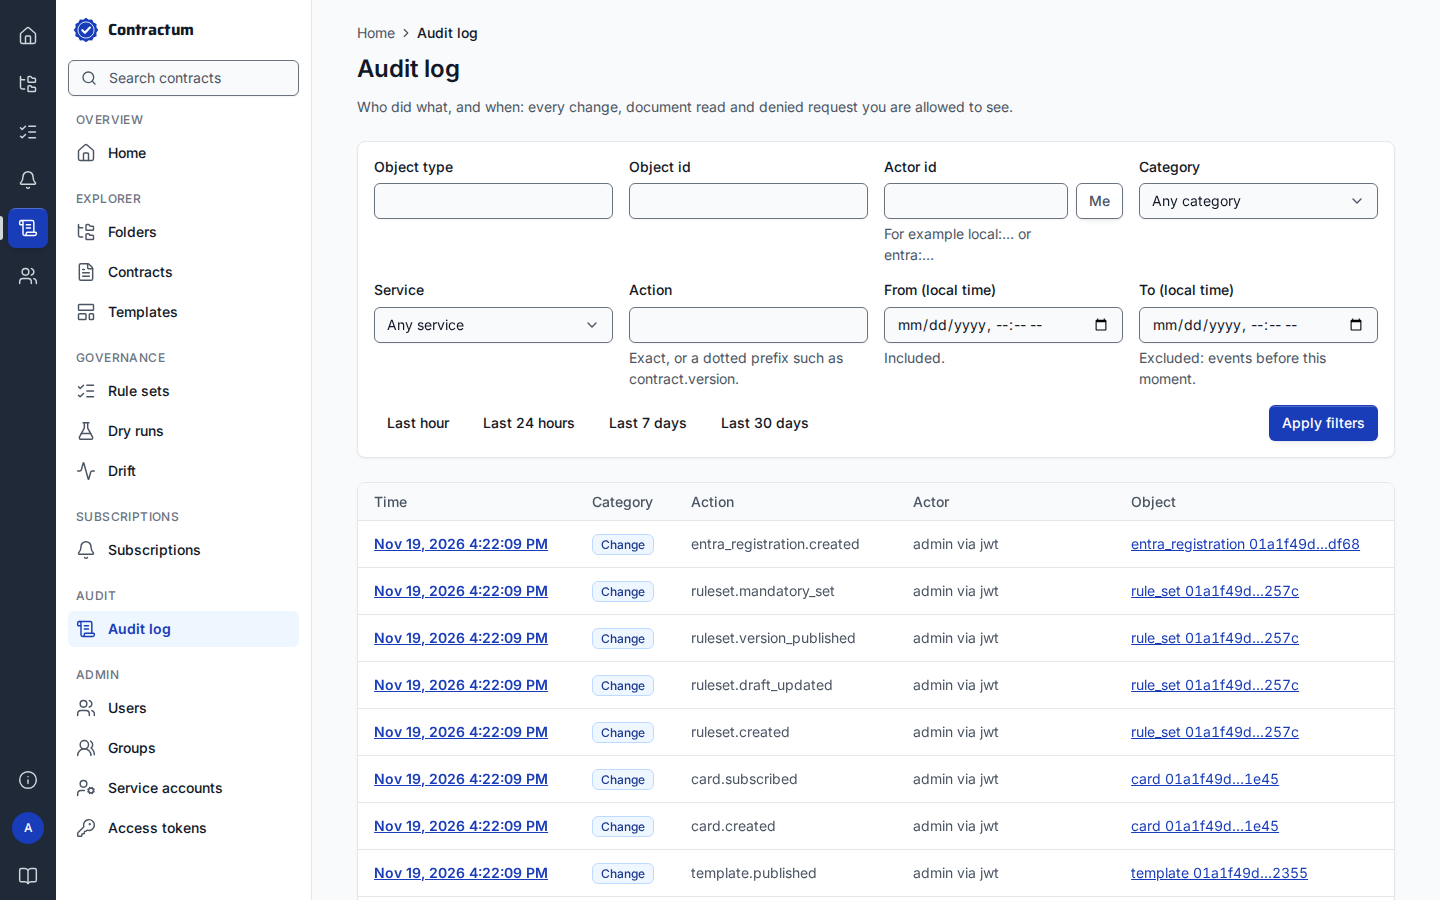 Contractum
Search contracts
OVERVIEW
Home
EXPLORER
Folders
Contracts
Templates
GOVERNANCE
Rule sets
Dry runs
Drift
SUBSCRIPTIONS
Subscriptions
AUDIT
Audit log
ADMIN
Users
Groups
Service accounts
Access tokens
A
Home > Audit log
Audit log
Who did what, and when: every change, document read and denied request you are allowed to see.
Object type Object id Actor id Category
Me Any category
For example local:... or
entra:...
Service Action From (local time) To (local time)
Any service mm/dd/yyyy, --:-- -- mm/dd/yyyy, --:-- --
Exact, or a dotted prefix such as Included. Excluded: events before this
contract.version. moment.
Last hour Last 24 hours Last 7 days Last 30 days Apply filters
Time Category Action Actor Object
Nov 19, 2026 4:22:09 PM Change entra_registration.created admin via jwt entra_registration 01a1f49d...df68
Nov 19, 2026 4:22:09 PM Change ruleset.mandatory_set admin via jwt rule_set 01a1f49d...257c
Nov 19, 2026 4:22:09 PM Change ruleset.version_published admin via jwt rule_set 01a1f49d...257c
Nov 19, 2026 4:22:09 PM Change ruleset.draft_updated admin via jwt rule_set 01a1f49d...257c
Nov 19, 2026 4:22:09 PM Change ruleset.created admin via jwt rule_set 01a1f49d...257c
Nov 19, 2026 4:22:09 PM Change card.subscribed admin via jwt card 01a1f49d...1e45
Nov 19, 2026 4:22:09 PM Change card.created admin via jwt card 01a1f49d...1e45
Nov 19, 2026 4:22:09 PM Change template.published admin via jwt template 01a1f49d...2355